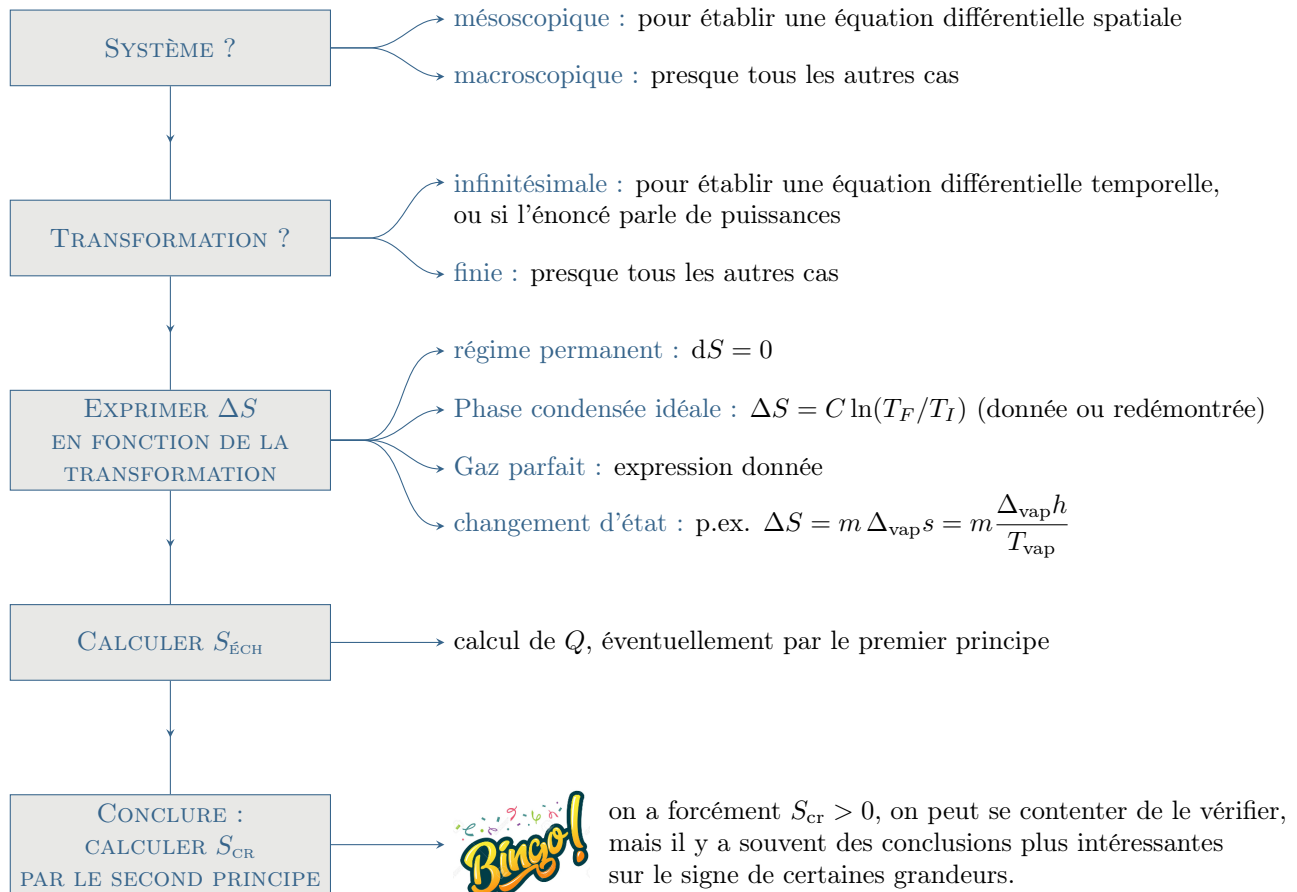 SYSTÈME ?
mésoscopique : pour établir une équation différentielle spatiale
macroscopique : presque tous les autres cas
TRANSFORMATION ?
infinitésimale : pour établir une équation différentielle temporelle,
ou si l'énoncé parle de puissances
finie : presque tous les autres cas
EXPRIMER ΔS
EN FONCTION DE LA
TRANSFORMATION
régime permanent : dS = 0
Phase condensée idéale : ΔS = C ln(T_F/T_I) (donnée ou redémontrée)
Gaz parfait : expression donnée
changement d'état : p.ex. ΔS = m Δ_vap s = m Δ_vap h / T_vap
CALCULER S_ÉCH
calcul de Q, éventuellement par le premier principe
CONCLURE :
CALCULER S_CR
PAR LE SECOND PRINCIPE
Bingo!
on a forcément S_cr > 0, on peut se contenter de le vérifier,
mais il y a souvent des conclusions plus intéressantes
sur le signe de certaines grandeurs.